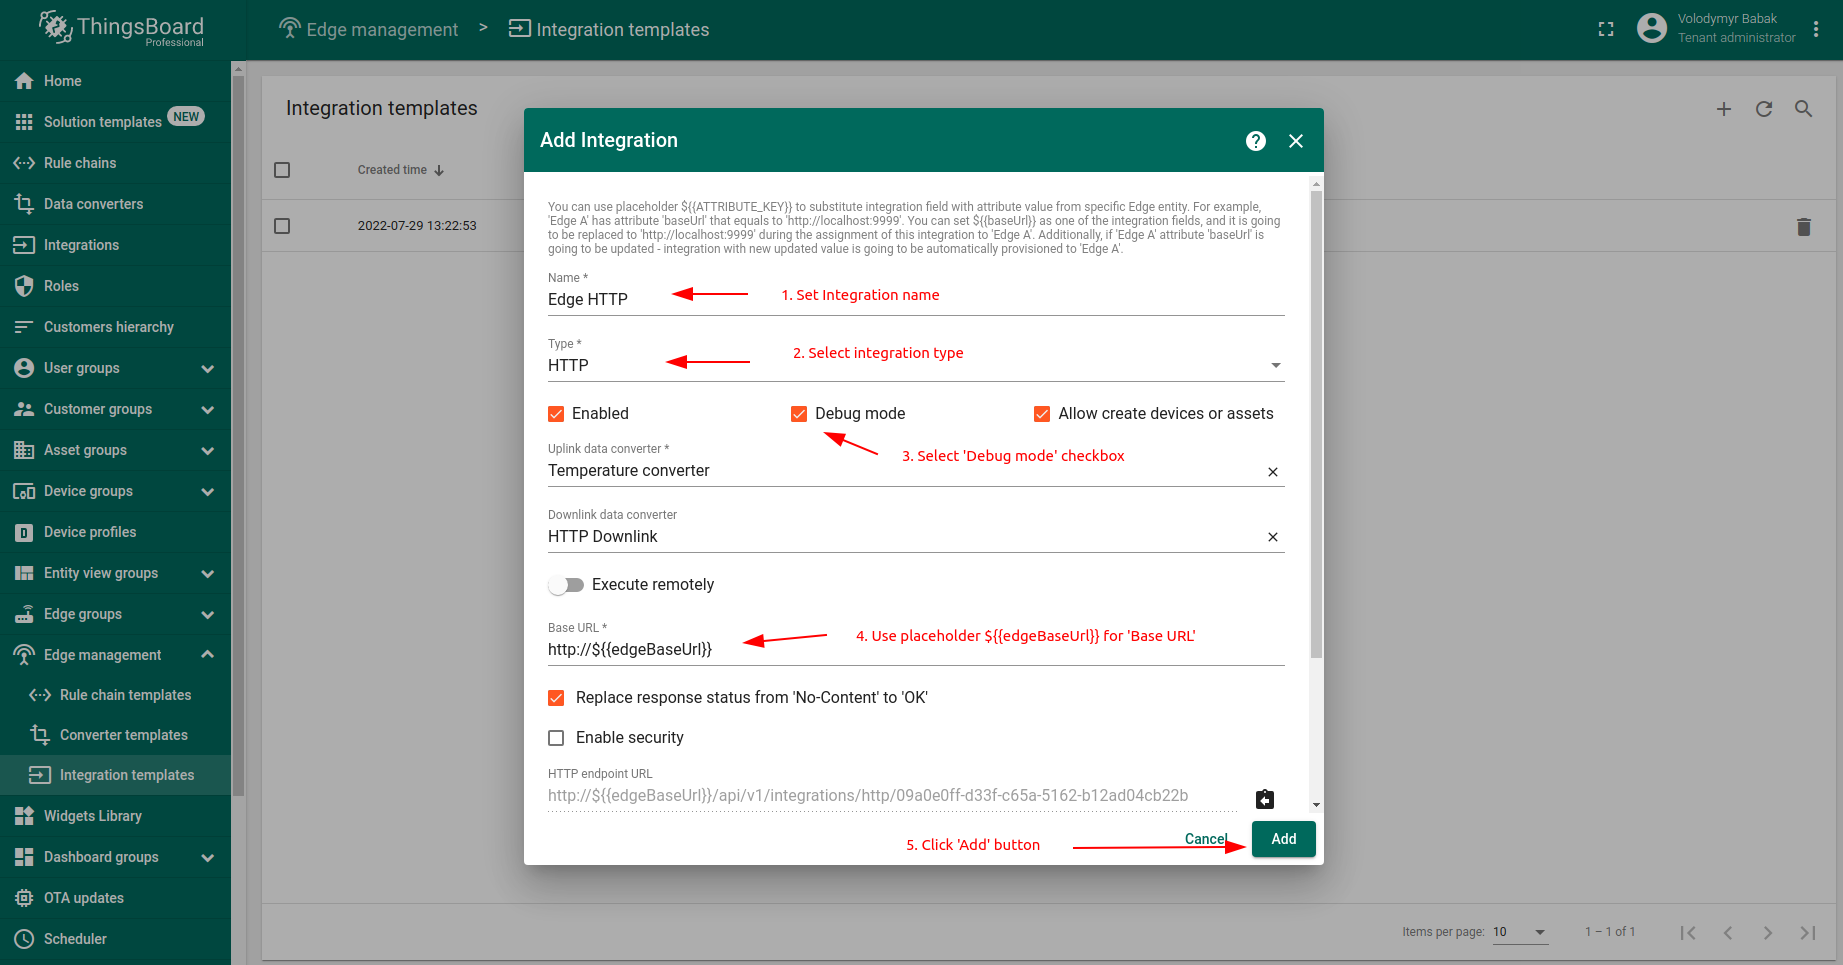 ThingsBoard
Professional
Edge management > Integration templates
Volodymyr Babak
Tenant administrator
Home
Solution templates NEW
Rule chains
Data converters
Integrations
Roles
Customers hierarchy
User groups
Customer groups
Asset groups
Device groups
Device profiles
Entity view groups
Edge groups
Edge management
Rule chain templates
Converter templates
Integration templates
Widgets Library
Dashboard groups
OTA updates
Scheduler
Integration templates
Created time
2022-07-29 13:22:53
Add Integration
You can use placeholder ${{ATTRIBUTE_KEY}} to substitute integration field with attribute value from specific Edge entity. For example,
'Edge A' has attribute 'baseUrl' that equals to 'http://localhost:9999'. You can set ${{baseUrl}} as one of the integration fields, and it is going
to be replaced to 'http://localhost:9999' during the assignment of this integration to 'Edge A'. Additionally, if 'Edge A' attribute 'baseUrl' is
going to be updated - integration with new updated value is going to be automatically provisioned to 'Edge A'.
Name *
Edge HTTP
1. Set Integration name
Type *
HTTP
2. Select integration type
Enabled
Debug mode
Allow create devices or assets
3. Select 'Debug mode' checkbox
Uplink data converter *
Temperature converter
Downlink data converter
HTTP Downlink
Execute remotely
Base URL *
http://${{edgeBaseUrl}}
4. Use placeholder ${{edgeBaseUrl}} for 'Base URL'
Replace response status from 'No-Content' to 'OK'
Enable security
HTTP endpoint URL
http://${{edgeBaseUrl}}/api/v1/integrations/http/09a0e0ff-d33f-c65a-5162-b12ad04cb22b
5. Click 'Add' button
Cancel
Add
Items per page: 10
1 – 1 of 1